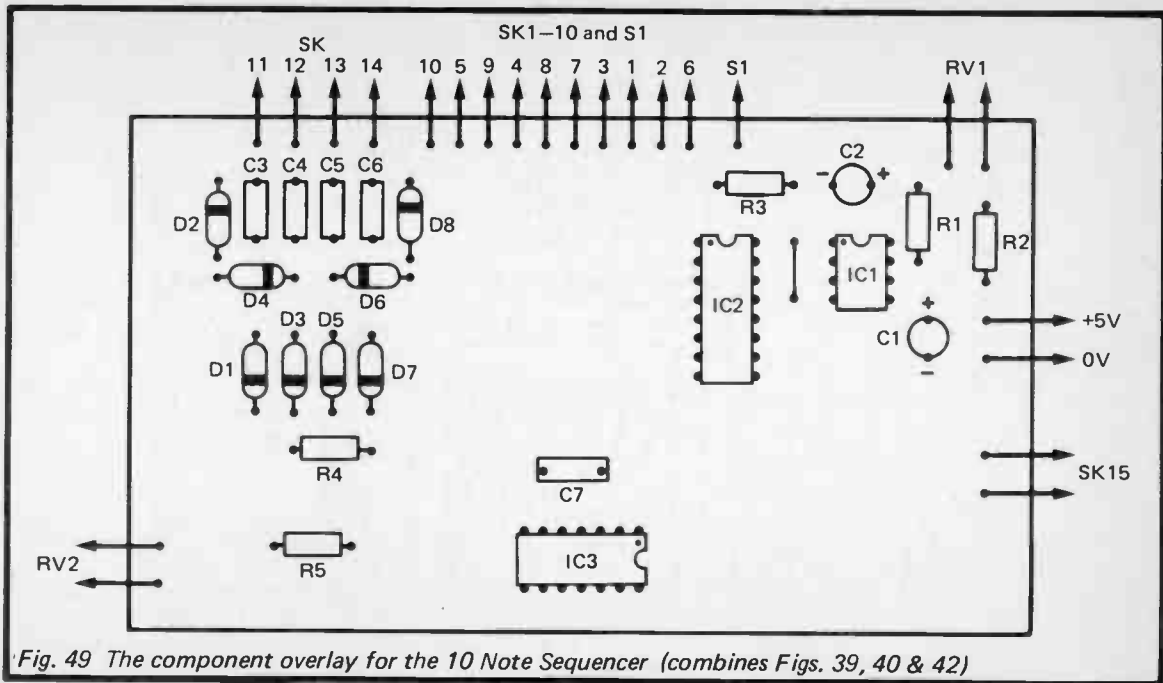 SK1–10 and S1
SK
11 12 13 14 10 5 9 4 8 7 3 1 2 6 S1 RV1
C3 C4 C5 C6
C2
- +
D2 D8 R3 R1 R2
D4 D6 IC2 IC1
+
+5V
C1
0V
-
D1 D3 D5 D7
R4 SK15
C7
RV2 R5 IC3
Fig. 49 The component overlay for the 10 Note Sequencer (combines Figs. 39, 40 & 42)